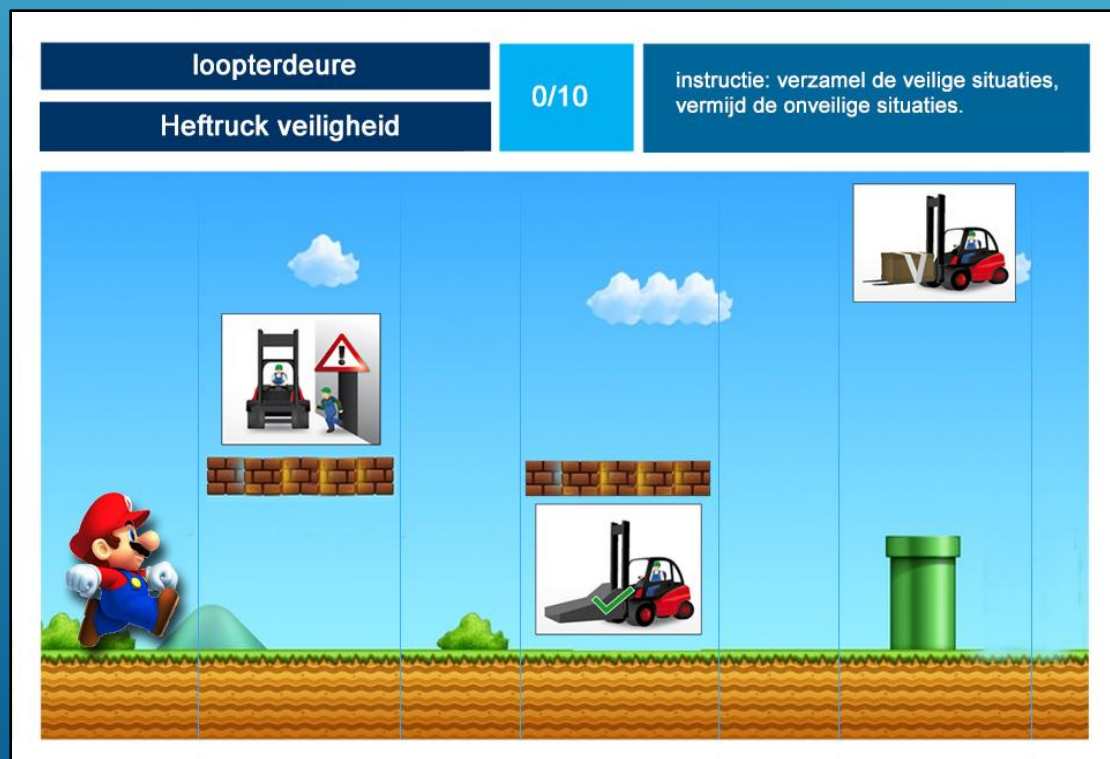 loopterdeure
Heftruck veiligheid
0/10
instructie: verzamel de veilige situaties,
vermijd de onveilige situaties.
!